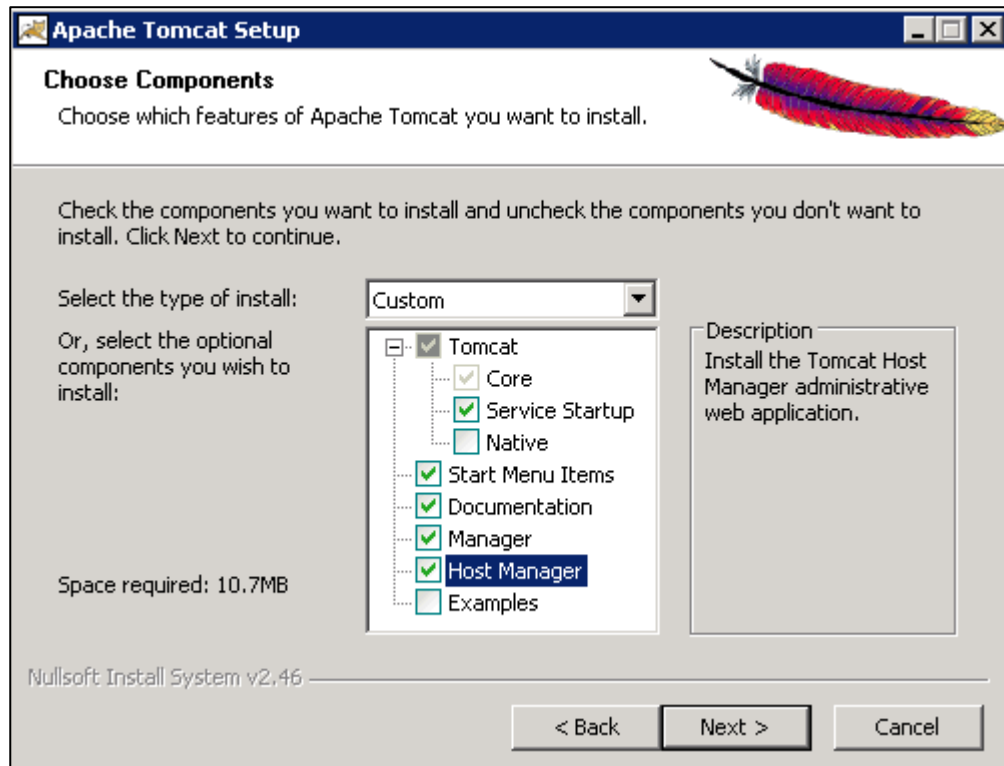 Apache Tomcat Setup
Choose Components
Choose which features of Apache Tomcat you want to install.
Check the components you want to install and uncheck the components you don't want to
install. Click Next to continue.
Select the type of install:
Custom
Or, select the optional
components you wish to
install:
Tomcat
Core
Service Startup
Native
Start Menu Items
Documentation
Manager
Host Manager
Examples
Description
Install the Tomcat Host
Manager administrative
web application.
Space required: 10.7MB
Nullsoft Install System v2.46
< Back
Next >
Cancel